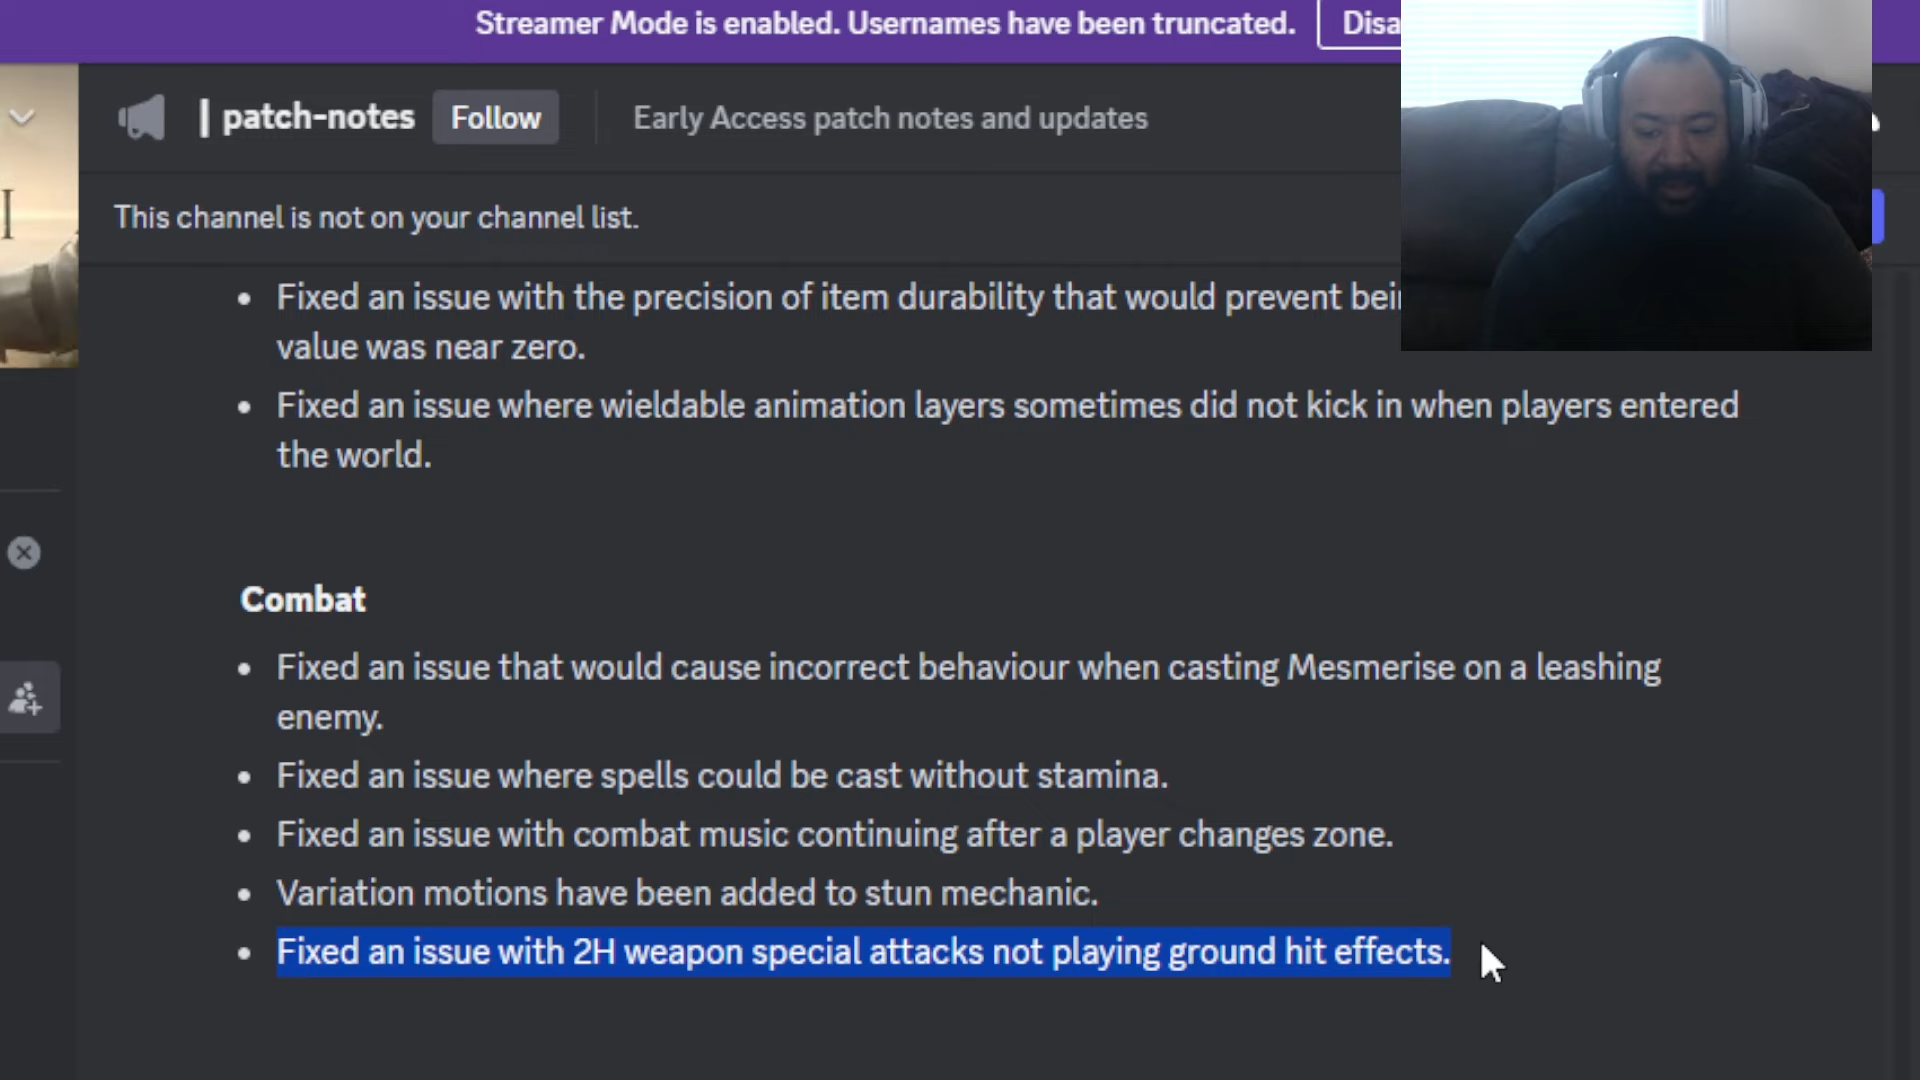 Streamer Mode is enabled. Usernames have been truncated.
patch-notes Follow Early Access patch notes and updates
This channel is not on your channel list.
• Fixed an issue with the precision of item durability that would prevent
value was near zero.
• Fixed an issue where wieldable animation layers sometimes did not kick in when players entered
the world.
Combat
• Fixed an issue that would cause incorrect behaviour when casting Mesmerise on a leashing
enemy.
• Fixed an issue where spells could be cast without stamina.
• Fixed an issue with combat music continuing after a player changes zone.
• Variation motions have been added to stun mechanic.
• Fixed an issue with 2H weapon special attacks not playing ground hit effects.